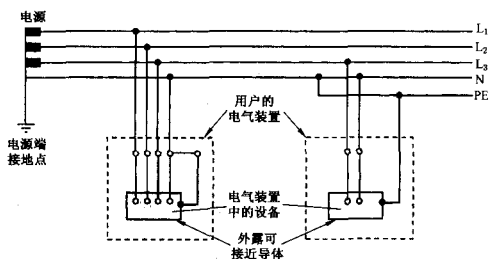 电源
L₁
L₂
L₃
N
PE
用户的
电气装置
电源端
接地点
电气装置
中的设备
外露可
接近导体